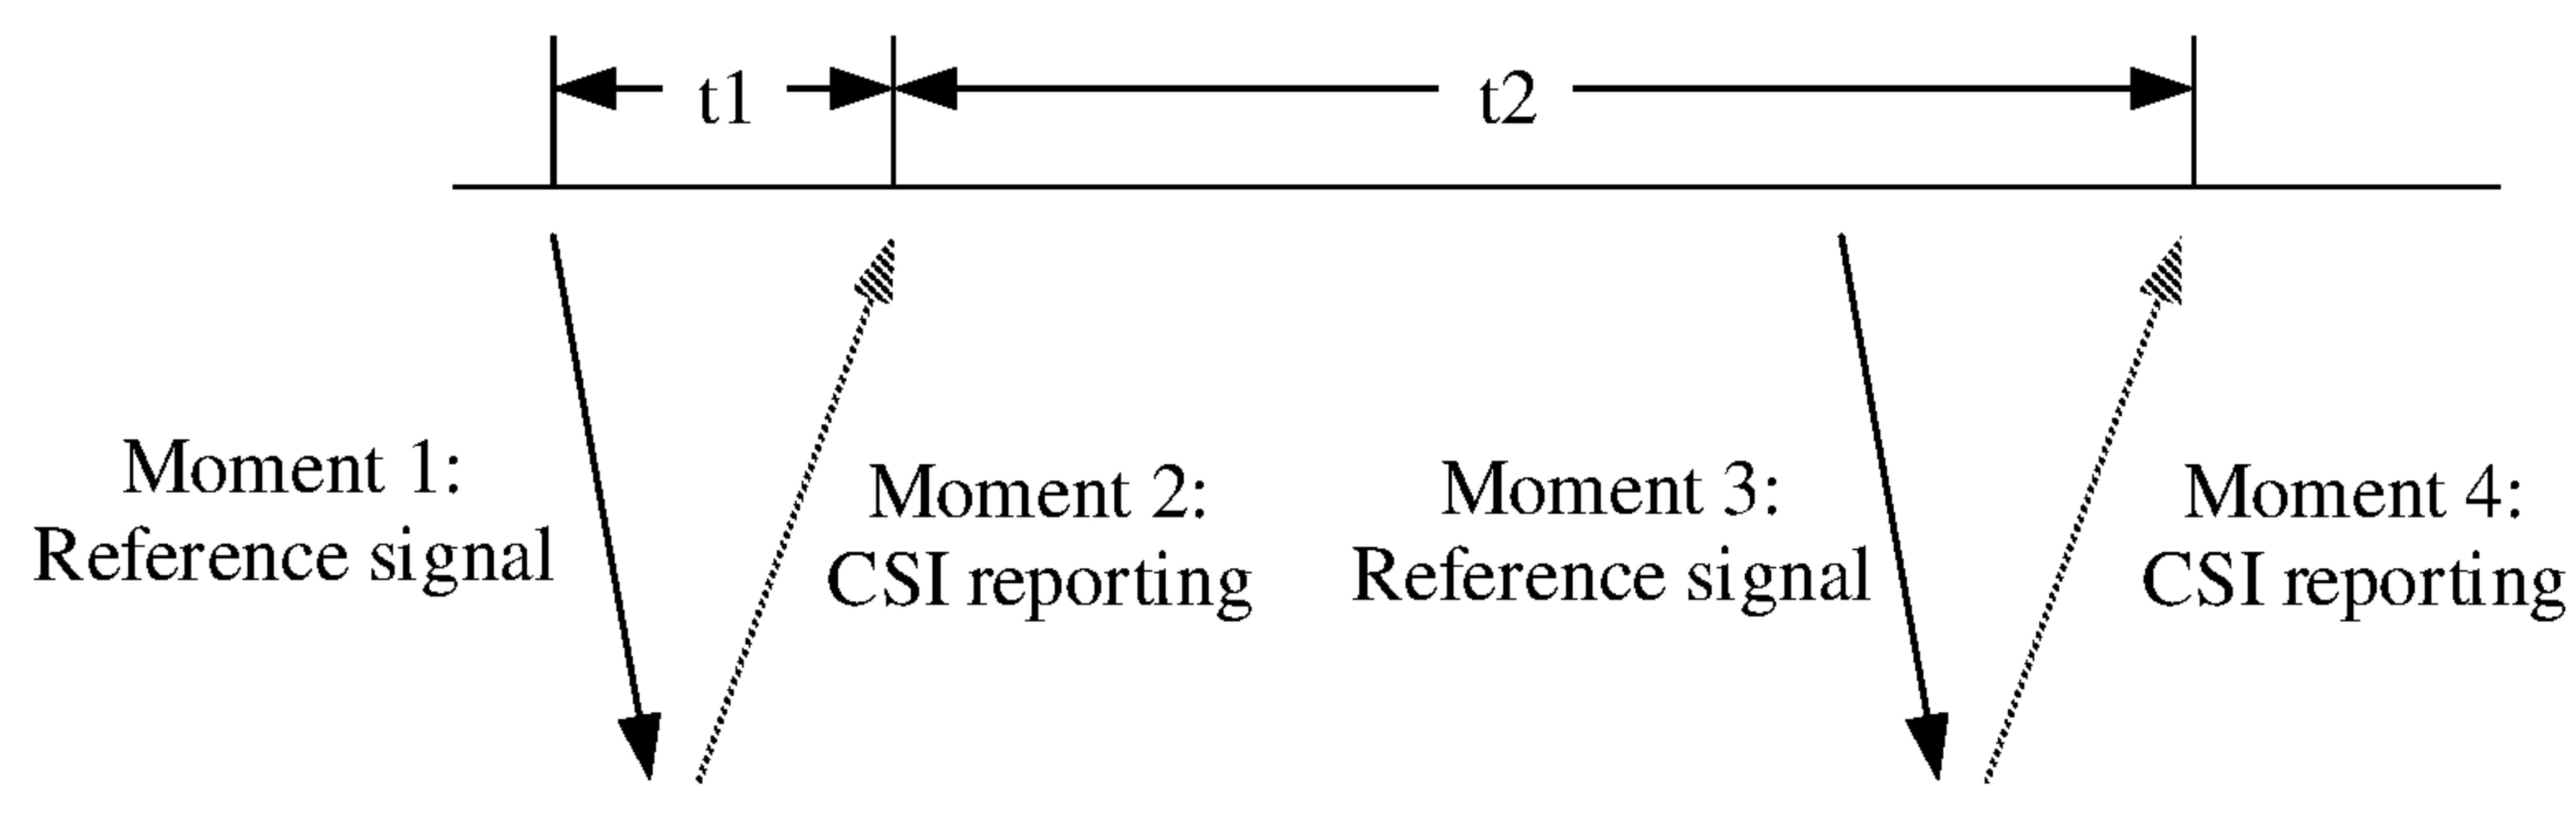 t1
t2
Moment 1:
Reference signal
Moment 2:
CSI reporting
Moment 3:
Reference signal
Moment 4:
CSI reporting